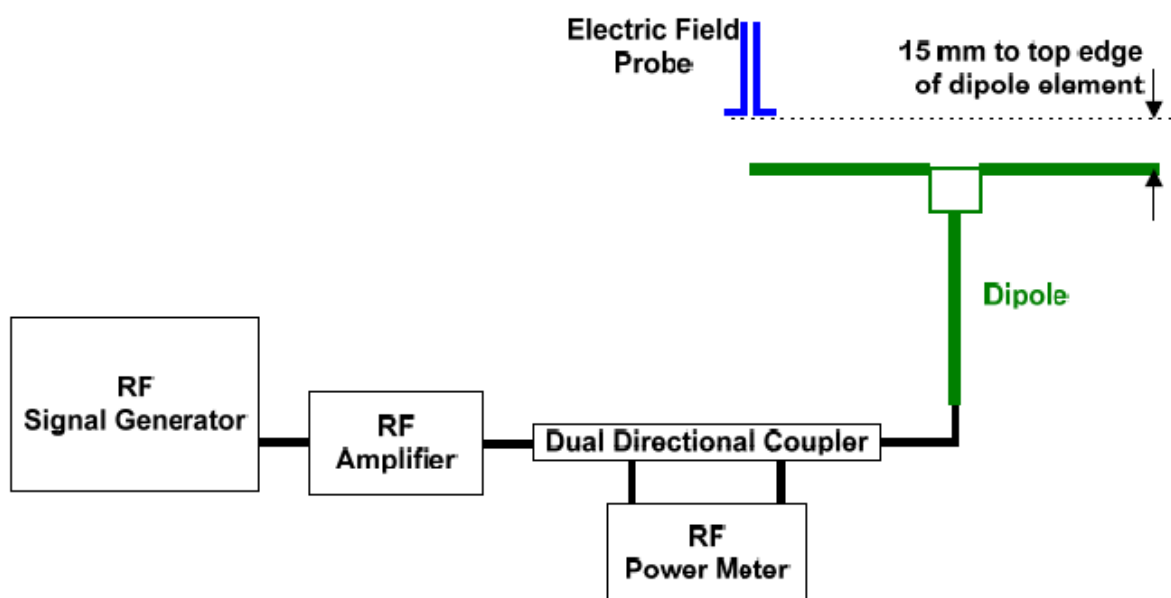 Electric Field
Probe
15 mm to top edge
of dipole element
Dipole
RF
Signal Generator
RF
Amplifier
Dual Directional Coupler
RF
Power Meter